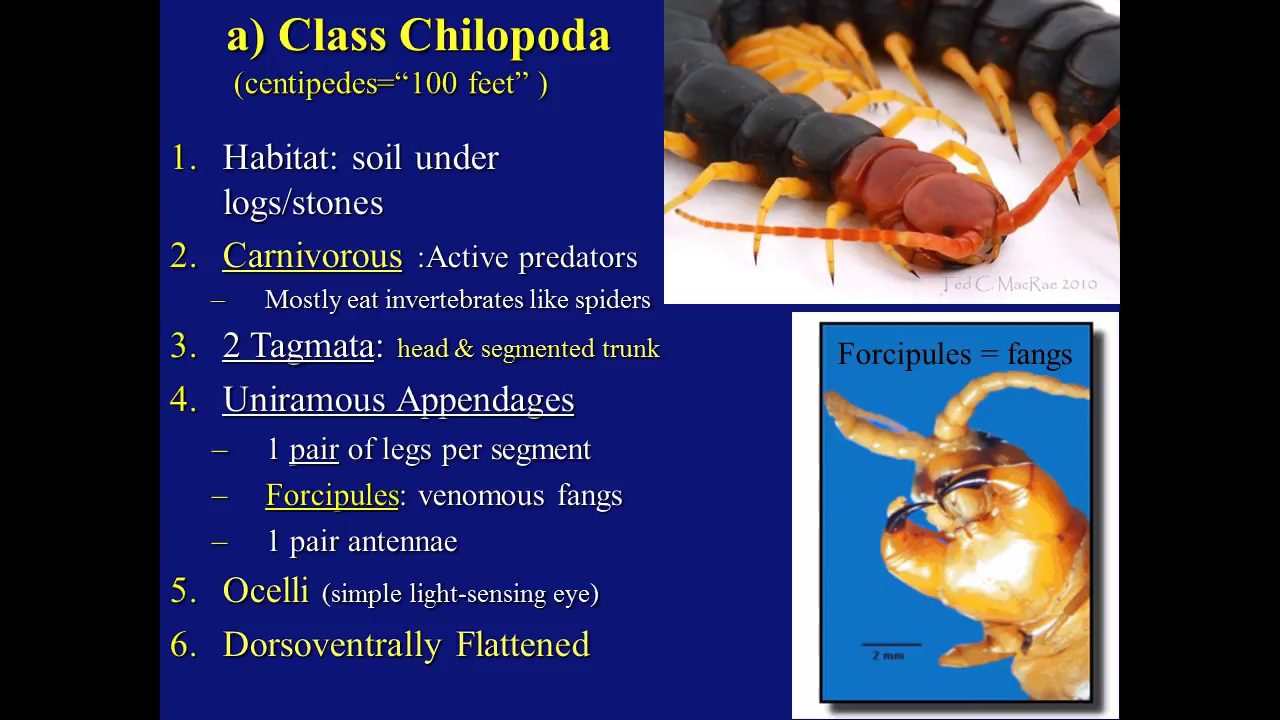 a) Class Chilopoda
(centipedes=“100 feet” )
1. Habitat: soil under
logs/stones
2. Carnivorous :Active predators
– Mostly eat invertebrates like spiders
3. 2 Tagmata: head & segmented trunk
4. Uniramous Appendages
– 1 pair of legs per segment
– Forcipules: venomous fangs
– 1 pair antennae
5. Ocelli (simple light-sensing eye)
6. Dorsoventrally Flattened
Ted C. MacRae 2010
Forcipules = fangs
2 mm